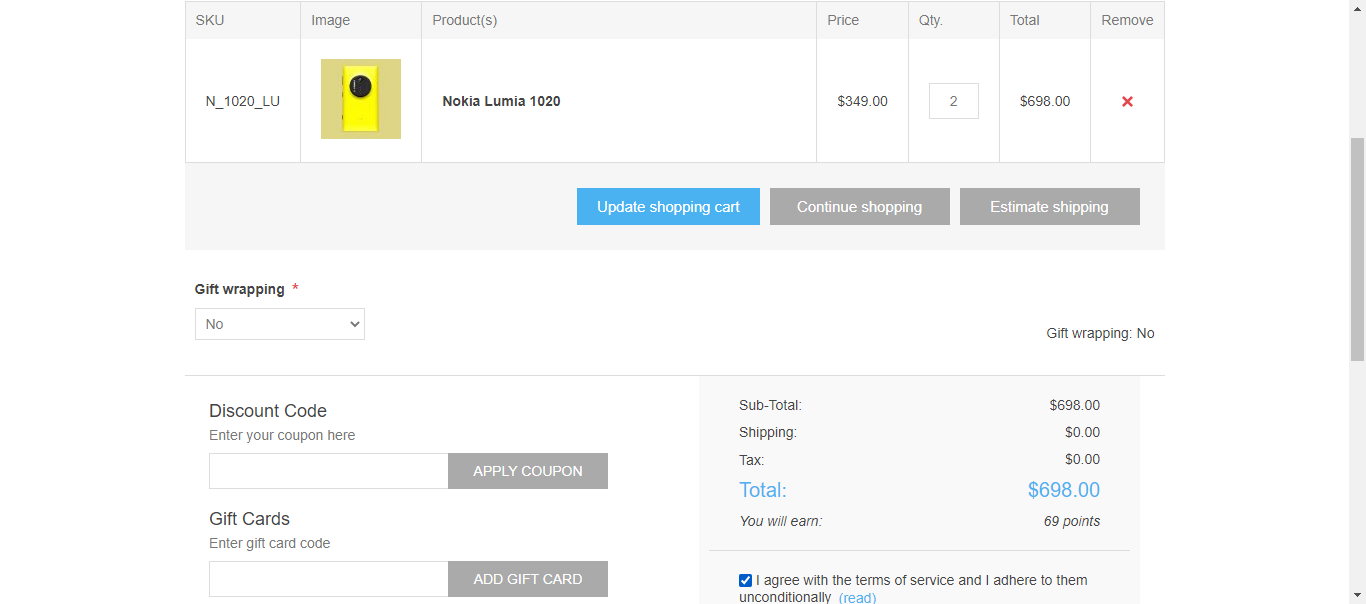 SKU Image Product(s) Price Qty. Total Remove
N_1020_LU Nokia Lumia 1020 $349.00 2 $698.00
Update shopping cart Continue shopping Estimate shipping
Gift wrapping *
No
Gift wrapping: No
Discount Code
Enter your coupon here
APPLY COUPON
Gift Cards
Enter gift card code
ADD GIFT CARD
Sub-Total: $698.00
Shipping: $0.00
Tax: $0.00
Total: $698.00
You will earn: 69 points
I agree with the terms of service and I adhere to them
unconditionally (read)